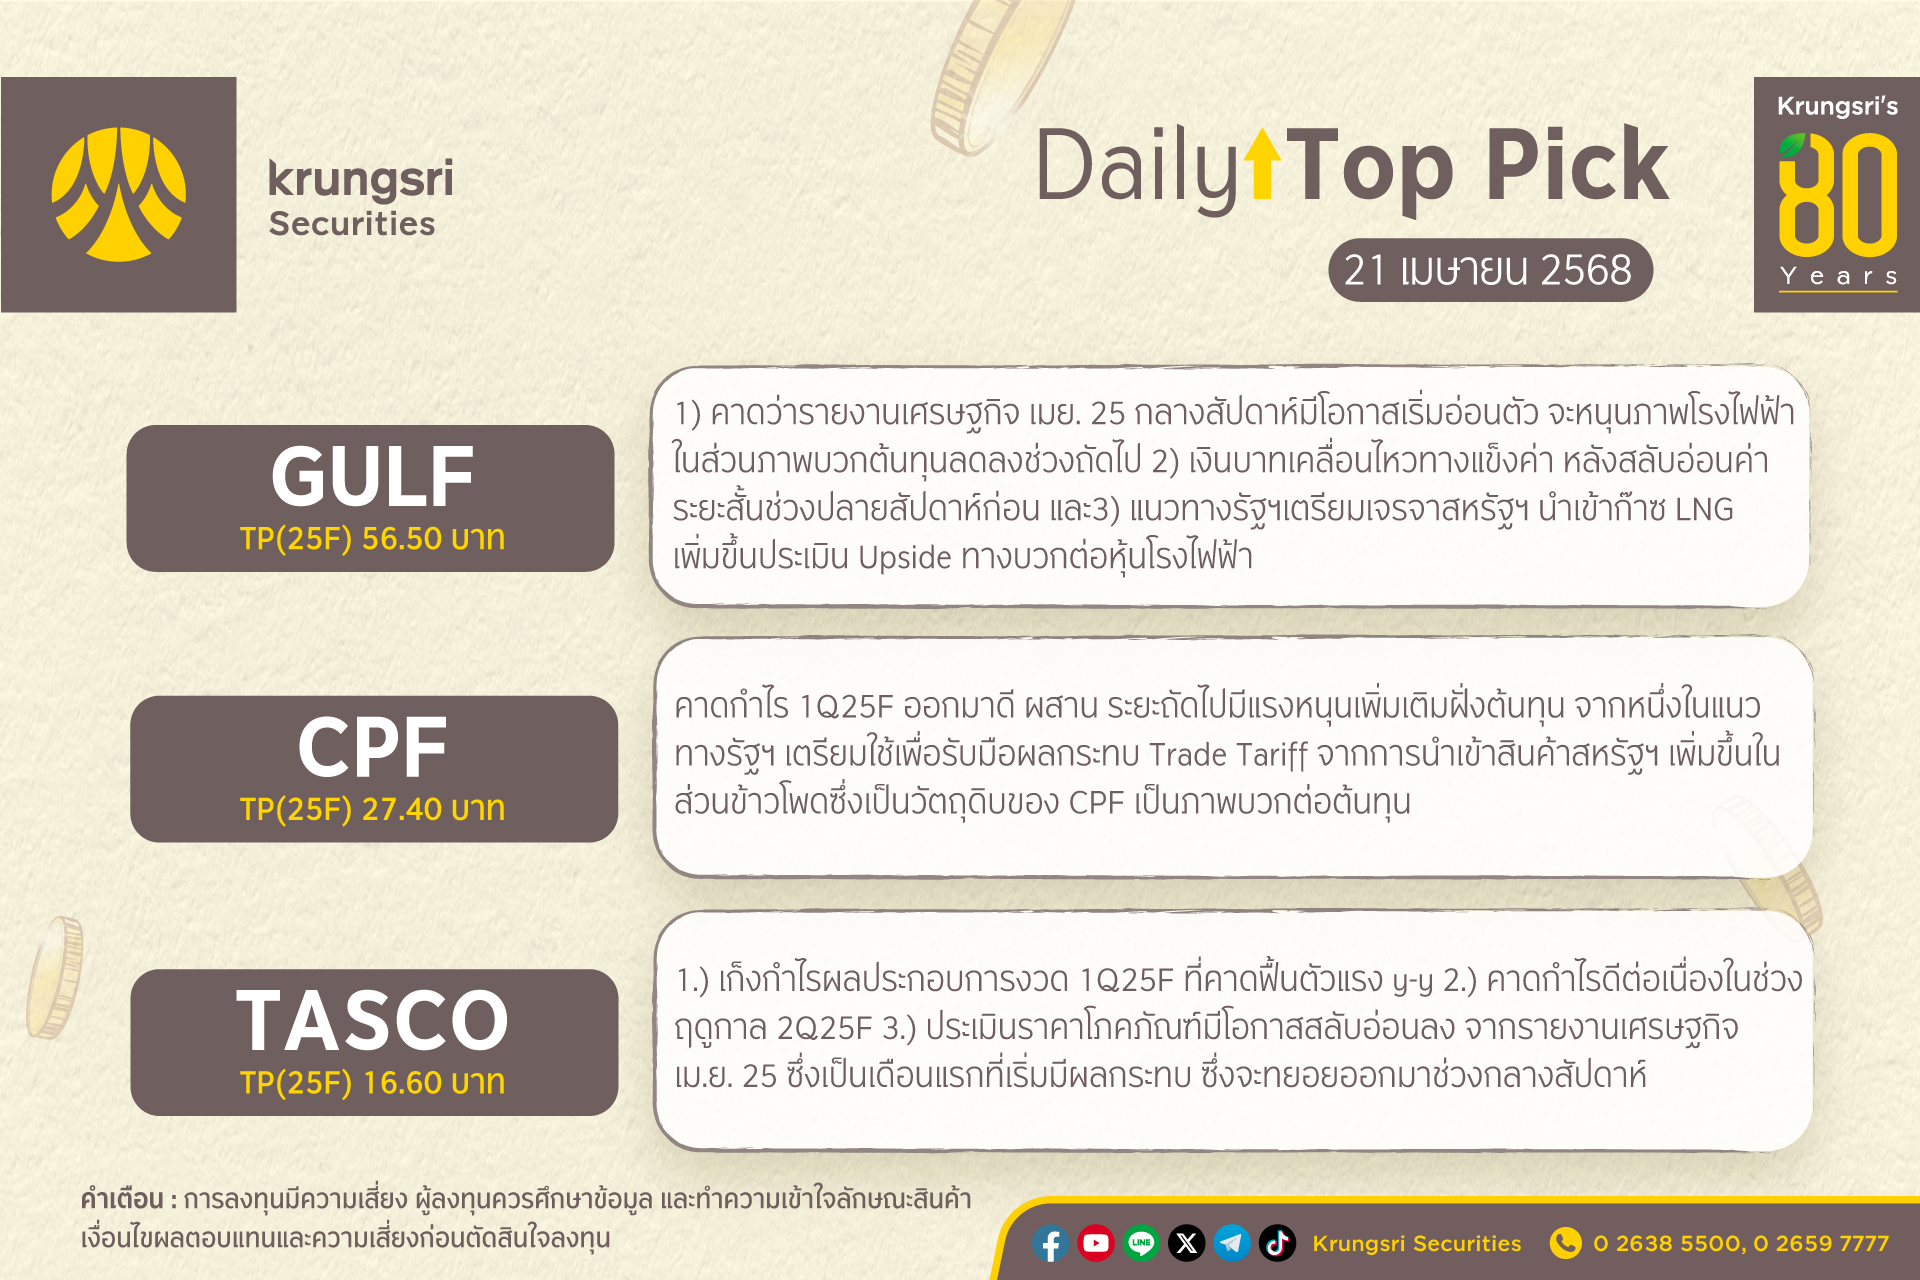 krungsri
Securities
Daily Top Pick
21 เมษายน 2568
Krungsri's
80
Years
GULF
TP(25F) 56.50 บาท
1) คาดว่ารายงานเศรษฐกิจ เมย. 25 กลางสัปดาห์มีโอกาสเริ่มอ่อนตัว จะหนุนภาพโรงไฟฟ้า
ในส่วนภาพบวกต้นทุนลดลงช่วงถัดไป 2) เงินบาทเคลื่อนไหวทางแข็งค่า หลังสลับอ่อนค่า
ระยะสั้นช่วงปลายสัปดาห์ก่อน และ3) แนวทางรัฐฯเตรียมเจรจาสหรัฐฯ นำเข้าก๊าซ LNG
เพิ่มขึ้นประเมิน Upside ทางบวกต่อหุ้นโรงไฟฟ้า
CPF
TP(25F) 27.40 บาท
คาดกำไร 1Q25F ออกมาดี ผสาน ระยะถัดไปมีแรงหนุนเพิ่มเติมฝั่งต้นทุน จากหนึ่งในแนว
ทางรัฐฯ เตรียมใช้เพื่อรับมือผลกระทบ Trade Tariff จากการนำเข้าสินค้าสหรัฐฯ เพิ่มขึ้นใน
ส่วนข้าวโพดซึ่งเป็นวัตถุดิบของ CPF เป็นภาพบวกต่อต้นทุน
TASCO
TP(25F) 16.60 บาท
1.) เก็งกำไรผลประกอบการงวด 1Q25F ที่คาดฟื้นตัวแรง y-y 2.) คาดกำไรดีต่อเนื่องในช่วง
ฤดูกาล 2Q25F 3.) ประเมินราคาโภคภัณฑ์มีโอกาสสลับอ่อนลง จากรายงานเศรษฐกิจ
เม.ย. 25 ซึ่งเป็นเดือนแรกที่เริ่มมีผลกระทบ ซึ่งจะทยอยออกมาช่วงกลางสัปดาห์
คำเตือน : การลงทุนมีความเสี่ยง ผู้ลงทุนควรศึกษาข้อมูล และทำความเข้าใจลักษณะสินค้า
เงื่อนไขผลตอบแทนและความเสี่ยงก่อนตัดสินใจลงทุน
LINE
Krungsri Securities
0 2638 5500, 0 2659 7777